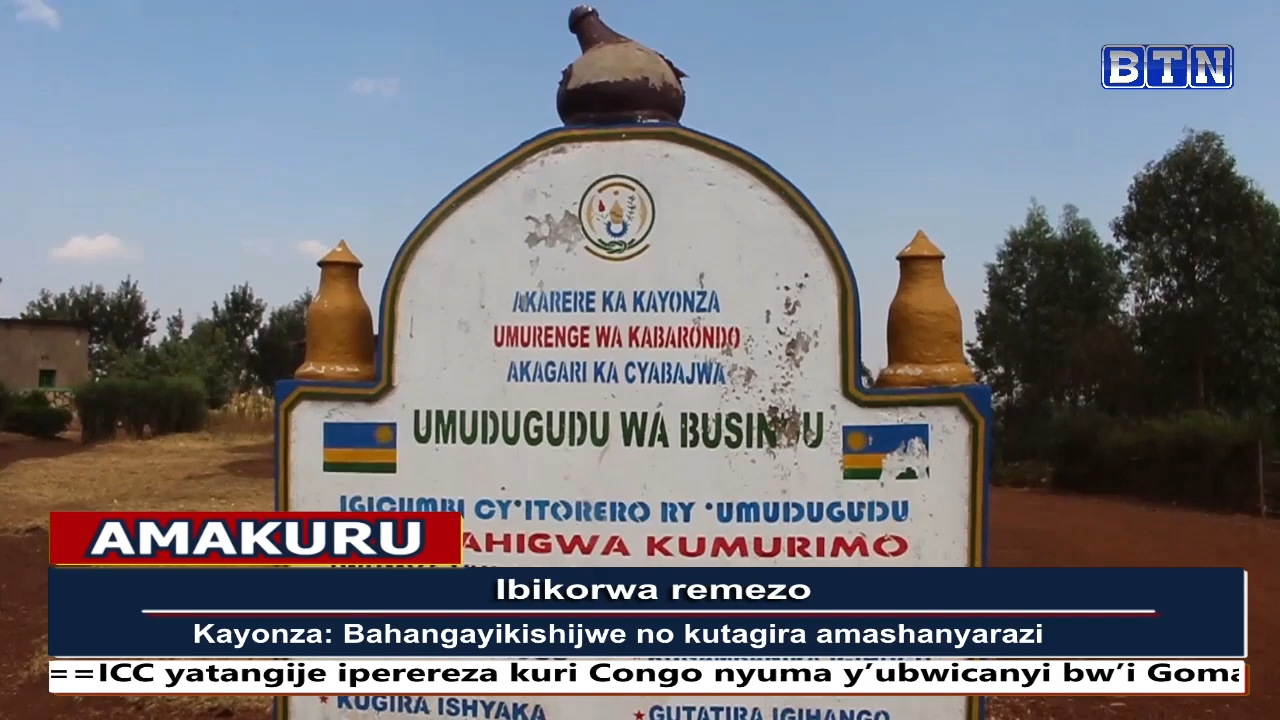 BTN
AKARERE KA KAYONZA
UMURENGE WA KABARONDO
AKAGARI KA CYABAJWA
UMUDUGUDU WA
IGICUMBI CY'ITORERO RY 'UMUDUGUDU
AHIGWA KUMURIMO
AMAKURU
Ibikorwa remezo
Kayonza: Bahangayikishijwe no kutagira amashanyarazi
==ICC yatangije iperereza kuri Congo nyuma y’ubwicanyi bw’i Goma
★ KUGIRA ISHYAKA
★ GUTATIRA IGIHANGO